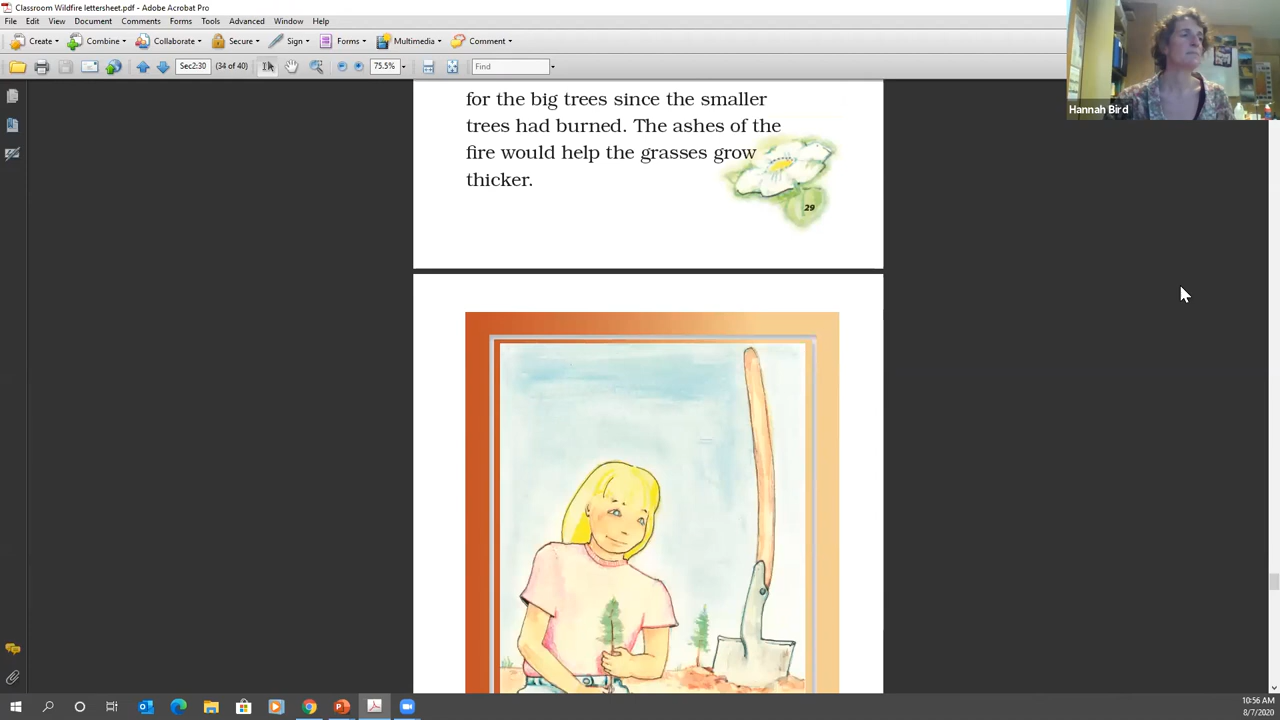 Classroom Wildfire lettersheet.pdf - Adobe Acrobat Pro
File Edit View Document Comments Forms Tools Advanced Window Help
Create Combine Collaborate Secure Sign Forms Multimedia Comment
Sec2:30 (34 of 40) 75.5% Find
Hannah Bird
for the big trees since the smaller
trees had burned. The ashes of the
fire would help the grasses grow
thicker.
29
10:56 AM
8/7/2020